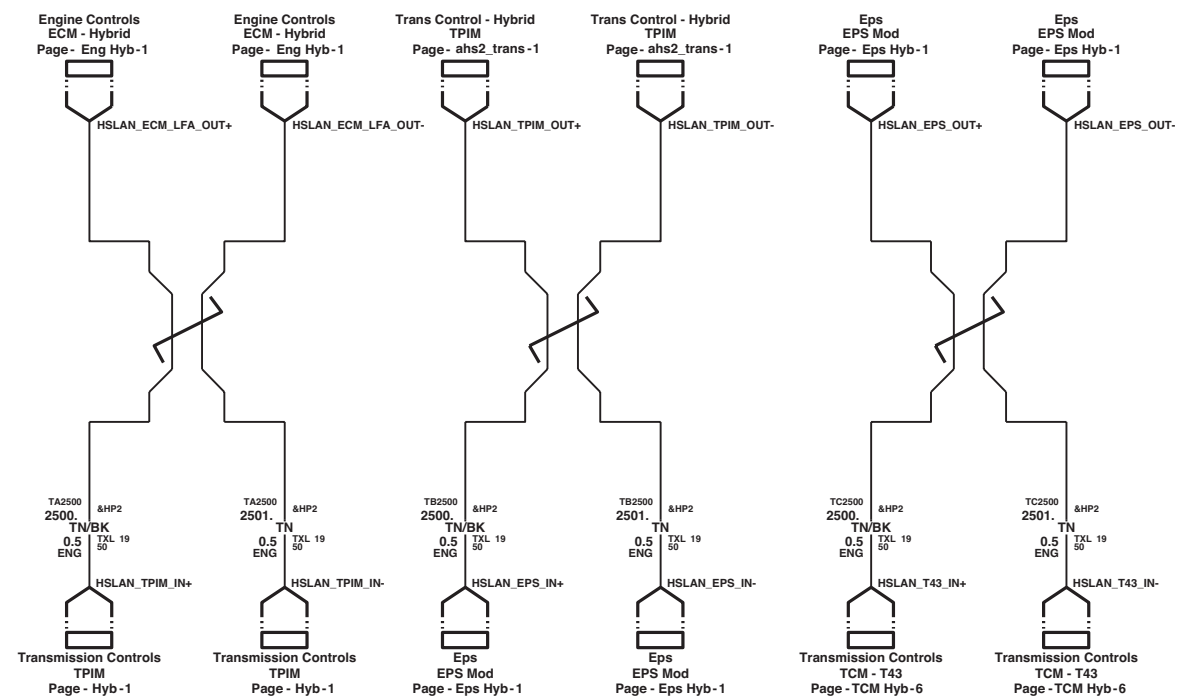 Engine Controls
ECM - Hybrid
Page - Eng Hyb-1
HSLAN_ECM_LFA_OUT+
Engine Controls
ECM - Hybrid
Page - Eng Hyb-1
HSLAN_ECM_LFA_OUT-
Trans Control - Hybrid
TPIM
Page - ahs2_trans-1
HSLAN_TPIM_OUT+
Trans Control - Hybrid
TPIM
Page - ahs2_trans-1
HSLAN_TPIM_OUT-
Eps
EPS Mod
Page - Eps Hyb-1
HSLAN_EPS_OUT+
Eps
EPS Mod
Page - Eps Hyb-1
HSLAN_EPS_OUT-
TA2500
2500.
&HP2
TN/BK
0.5
ENG
TXL 19
50
HSLAN_TPIM_IN+
Transmission Controls
TPIM
Page - Hyb-1
TA2500
2501.
&HP2
TN
0.5
ENG
TXL 19
50
HSLAN_TPIM_IN-
Transmission Controls
TPIM
Page - Hyb-1
TB2500
2500.
&HP2
TN/BK
0.5
ENG
TXL 19
50
HSLAN_EPS_IN+
Eps
EPS Mod
Page - Eps Hyb-1
TB2500
2501.
&HP2
TN
0.5
ENG
TXL 19
50
HSLAN_EPS_IN-
Eps
EPS Mod
Page - Eps Hyb-1
TC2500
2500.
&HP2
TN/BK
0.5
ENG
TXL 19
50
HSLAN_T43_IN+
Transmission Controls
TCM - T43
Page - TCM Hyb-6
TC2500
2501.
&HP2
TN
0.5
ENG
TXL 19
50
HSLAN_T43_IN-
Transmission Controls
TCM - T43
Page - TCM Hyb-6